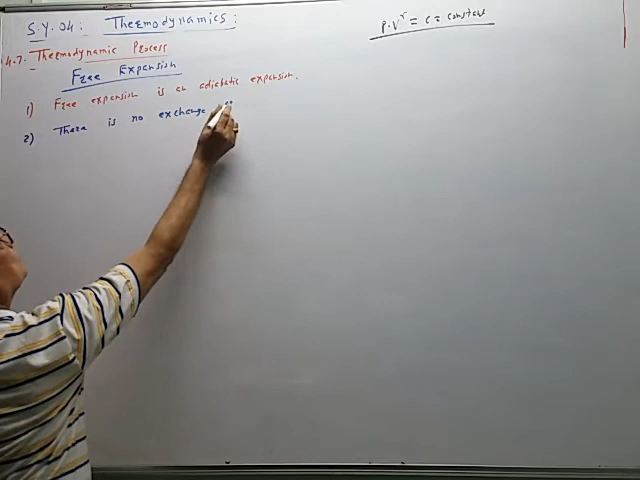 S.Y. 04: Thermodynamics:
P.V^γ = C = constant
4.7. Thermodynamic Process
Free Expansion
1) Free expansion is an adiabatic expansion.
2) There is no exchange